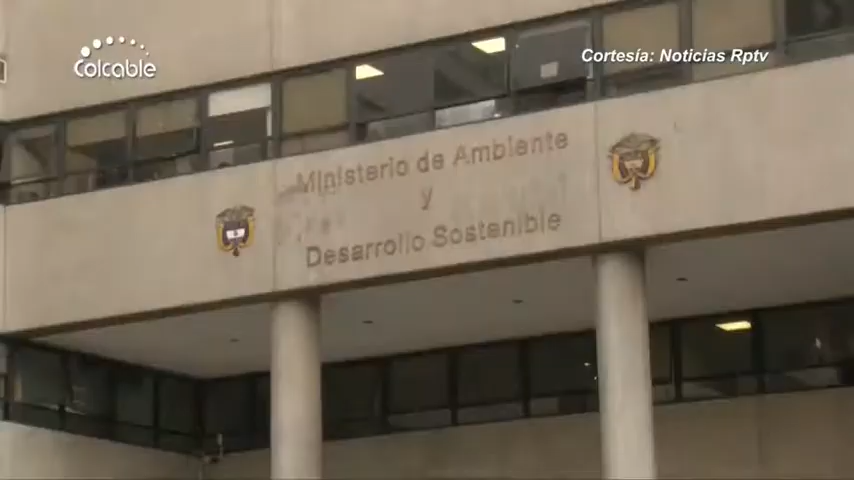 Colcable
Cortesía: Noticias Rptv
Ministerio de Ambiente
y
Desarrollo Sostenible